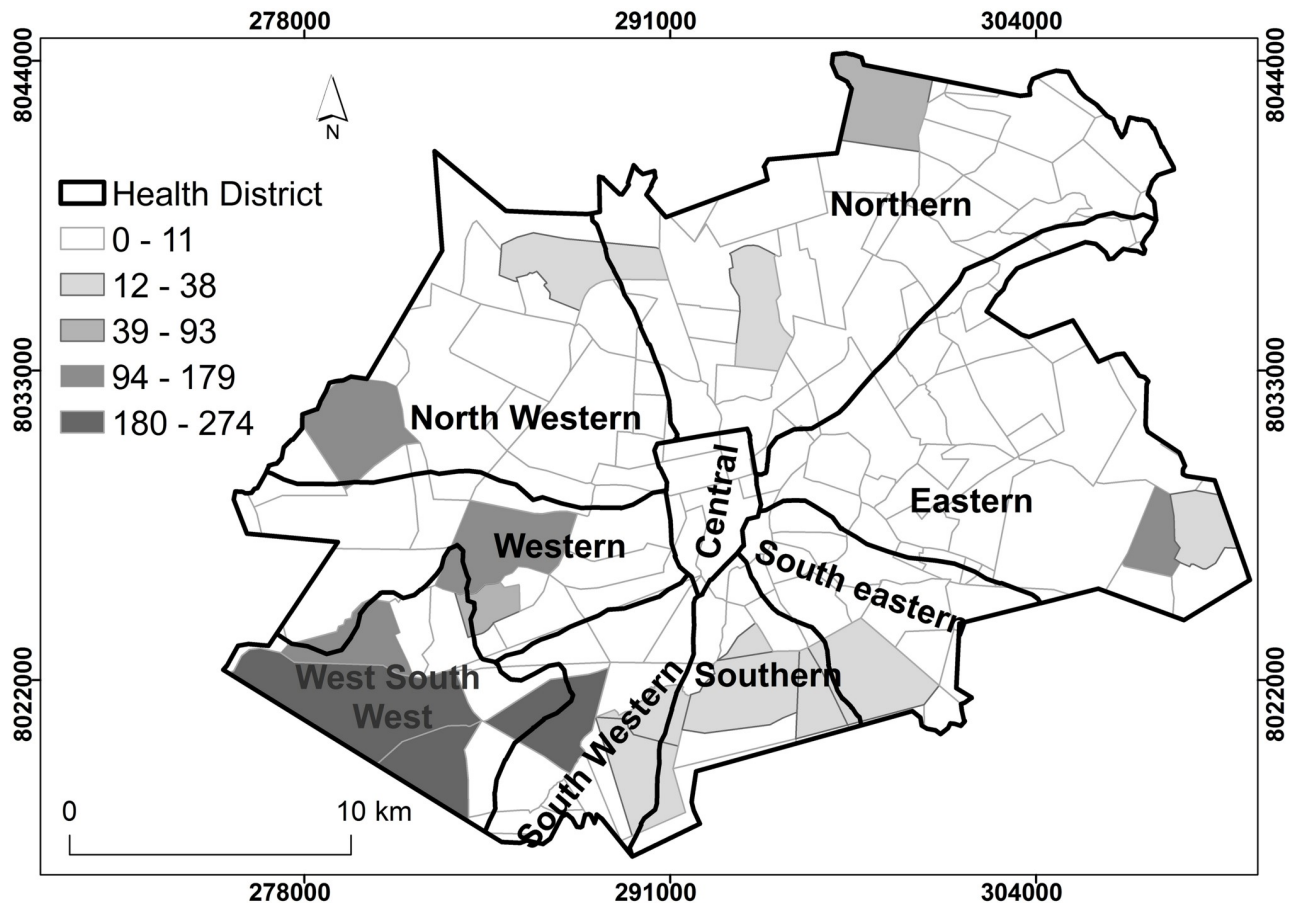 278000
291000
304000
8044000
8044000
N
Health District
0 - 11
12 - 38
39 - 93
94 - 179
180 - 274
Northern
8033000
8033000
North Western
Central
Eastern
Western
South eastern
8022000
8022000
West South
West
Southern
South Western
0
10 km
278000
291000
304000